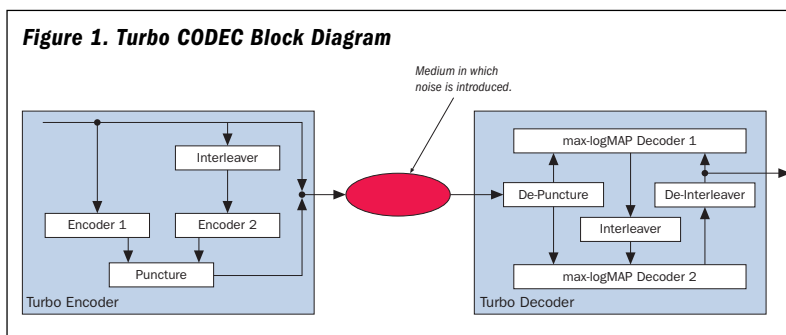 Figure 1. Turbo CODEC Block Diagram
Medium in which
noise is introduced.
Interleaver
Encoder 1
Encoder 2
Puncture
Turbo Encoder
max-logMAP Decoder 1
De-Puncture
De-Interleaver
Interleaver
max-logMAP Decoder 2
Turbo Decoder